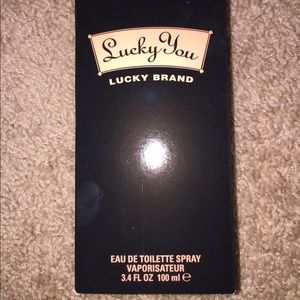 Lucky You
LUCKY BRAND
EAU DE TOILETTE SPRAY
VAPORISATEUR
3.4 FL OZ 100 ml ℮